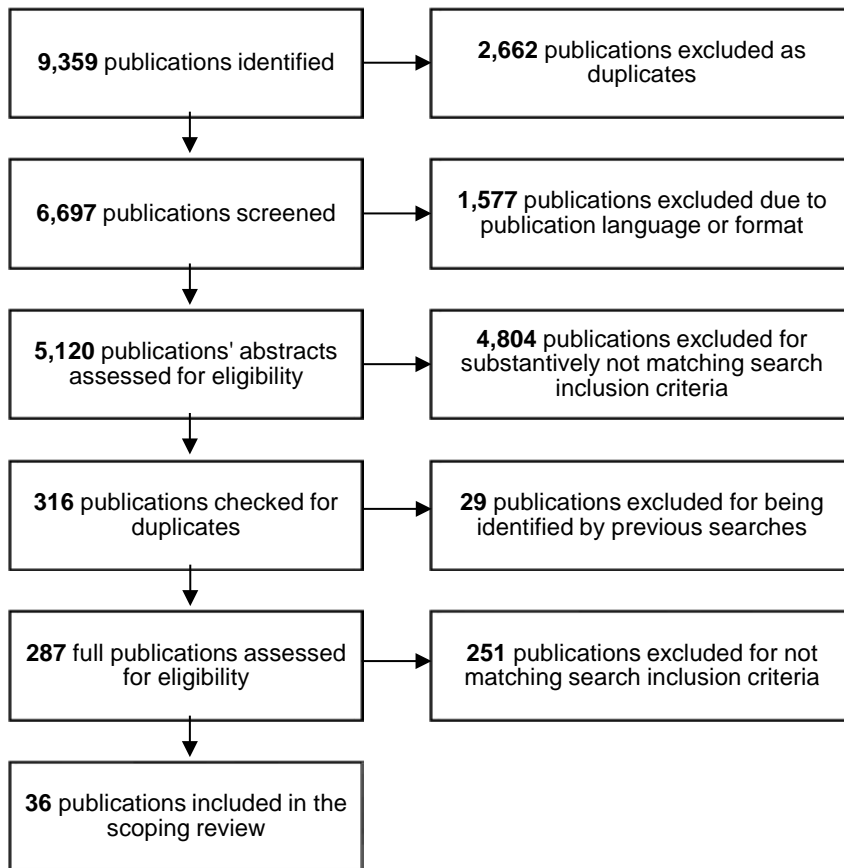 9,359 publications identified
2,662 publications excluded as
duplicates
6,697 publications screened
1,577 publications excluded due to
publication language or format
5,120 publications' abstracts
assessed for eligibility
4,804 publications excluded for
substantively not matching search
inclusion criteria
316 publications checked for
duplicates
29 publications excluded for being
identified by previous searches
287 full publications assessed
for eligibility
251 publications excluded for not
matching search inclusion criteria
36 publications included in the
scoping review